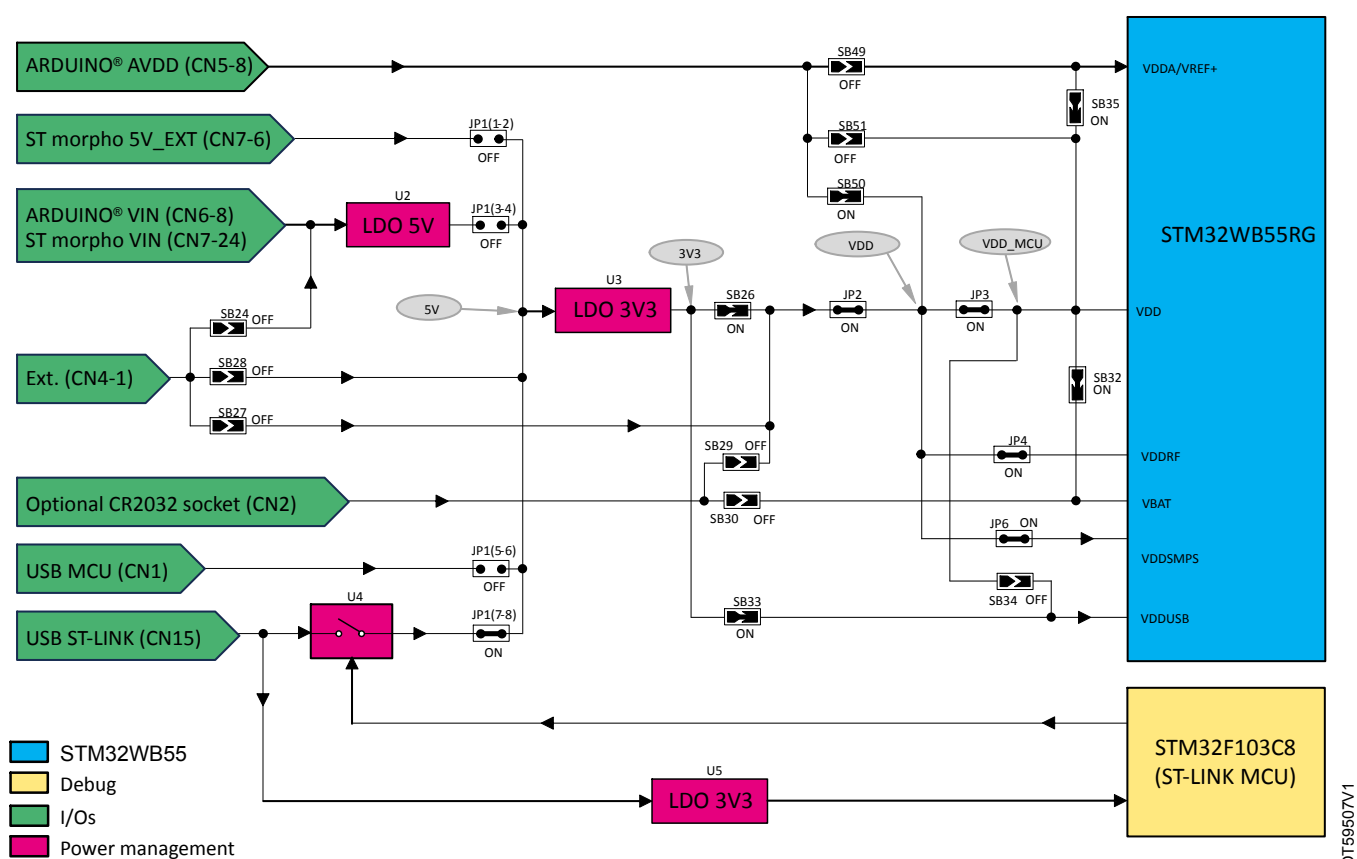 ARDUINO® AVDD (CN5-8)
SB49
OFF
VDDA/VREF+
SB35
ON
ST morpho 5V_EXT (CN7-6)
JP1(1-2)
OFF
SB51
OFF
SB50
ON
ARDUINO® VIN (CN6-8)
ST morpho VIN (CN7-24)
U2
LDO 5V
JP1(3-4)
OFF
STM32WB55RG
3V3
VDD
VDD_MCU
5V
U3
LDO 3V3
SB26
ON
JP2
ON
JP3
ON
VDD
SB24 OFF
Ext. (CN4-1)
SB28 OFF
SB27 OFF
SB32
ON
SB29 OFF
JP4
ON
VDDRF
Optional CR2032 socket (CN2)
SB30 OFF
VBAT
JP6 ON
VDDSMPS
USB MCU (CN1)
JP1(5-6)
OFF
SB34 OFF
USB ST-LINK (CN15)
U4
JP1(7-8)
ON
SB33
ON
VDDUSB
STM32F103C8
(ST-LINK MCU)
U5
LDO 3V3
STM32WB55
Debug
I/Os
Power management
DT59507V1